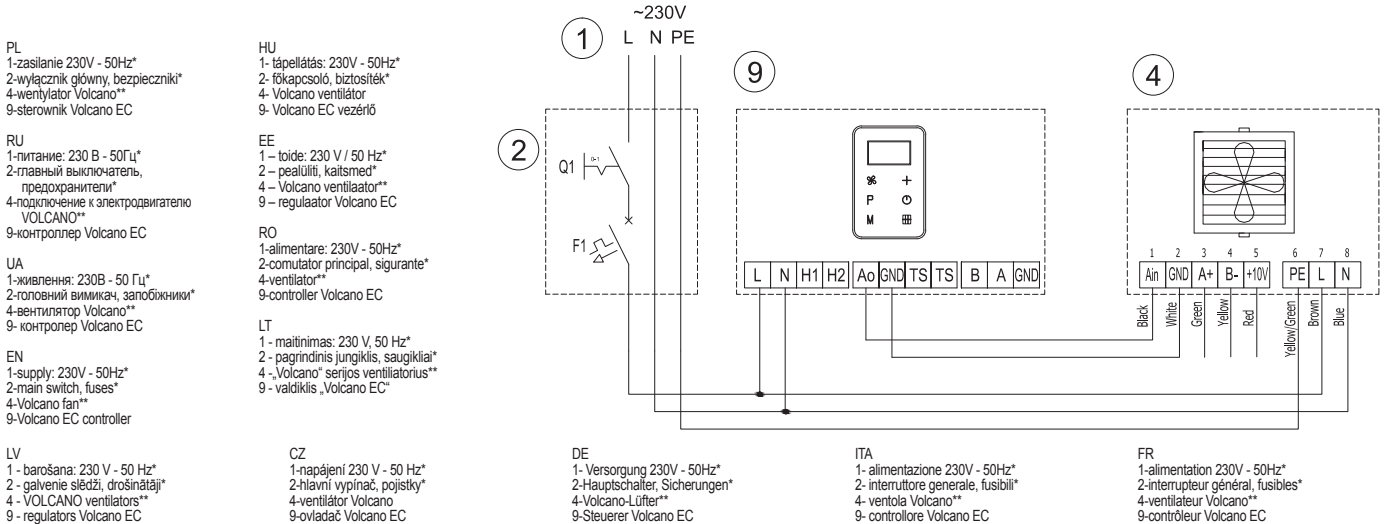 PL
1-zasilanie 230V - 50Hz*
2-wyłącznik główny, bezpieczniki*
4-wentylator Volcano**
9-sterownik Volcano EC
RU
1-питание: 230 В - 50Гц*
2-главный выключатель,
предохранители*
4-подключение к электродвигателю
VOLCANO**
9-контроллер Volcano EC
UA
1-живлення: 230В - 50 Гц*
2-головний вимикач, запобіжники*
4-вентилятор Volcano**
9- контролер Volcano EC
EN
1-supply: 230V - 50Hz*
2-main switch, fuses*
4-Volcano fan**
9-Volcano EC controller
HU
1- tápellátás: 230V - 50Hz*
2- főkapcsoló, biztosíték*
4- Volcano ventilátor
9- Volcano EC vezérlő
EE
1 – toide: 230 V / 50 Hz*
2 – pealüliti, kaitsmed*
4 – Volcano ventilaator**
9 – regulaator Volcano EC
RO
1-alimentare: 230V - 50Hz*
2-comutator principal, sigurante*
4-ventilator**
9-controller Volcano EC
LT
1 - maitinimas: 230 V, 50 Hz*
2 - pagrindinis jungiklis, saugikliai*
4 -„Volcano" serijos ventiliatorius**
9 - valdiklis „Volcano EC"
~230V
1 L N PE
2
Q1 0-1
F1
9
P
M
L N H1 H2 Ao GND TS TS B A GND
4
1 2 3 4 5 6 7 8
Ain GND A+ B- +10V PE L N
Black White Green Yellow Red Yellow/Green Brown Blue
LV
1 - barošana: 230 V - 50 Hz*
2 - galvenie slēdži, drošinātāji*
4 - VOLCANO ventilators**
9 - regulators Volcano EC
CZ
1-napájení 230 V - 50 Hz*
2-hlavní vypínač, pojistky*
4-ventilátor Volcano
9-ovladač Volcano EC
DE
1- Versorgung 230V - 50Hz*
2-Hauptschalter, Sicherungen*
4-Volcano-Lüfter**
9-Steuerer Volcano EC
ITA
1- alimentazione 230V - 50Hz*
2- interruttore generale, fusibili*
4- ventola Volcano**
9- controllore Volcano EC
FR
1-alimentation 230V - 50Hz*
2-interrupteur général, fusibles*
4-ventilateur Volcano**
9-contrôleur Volcano EC